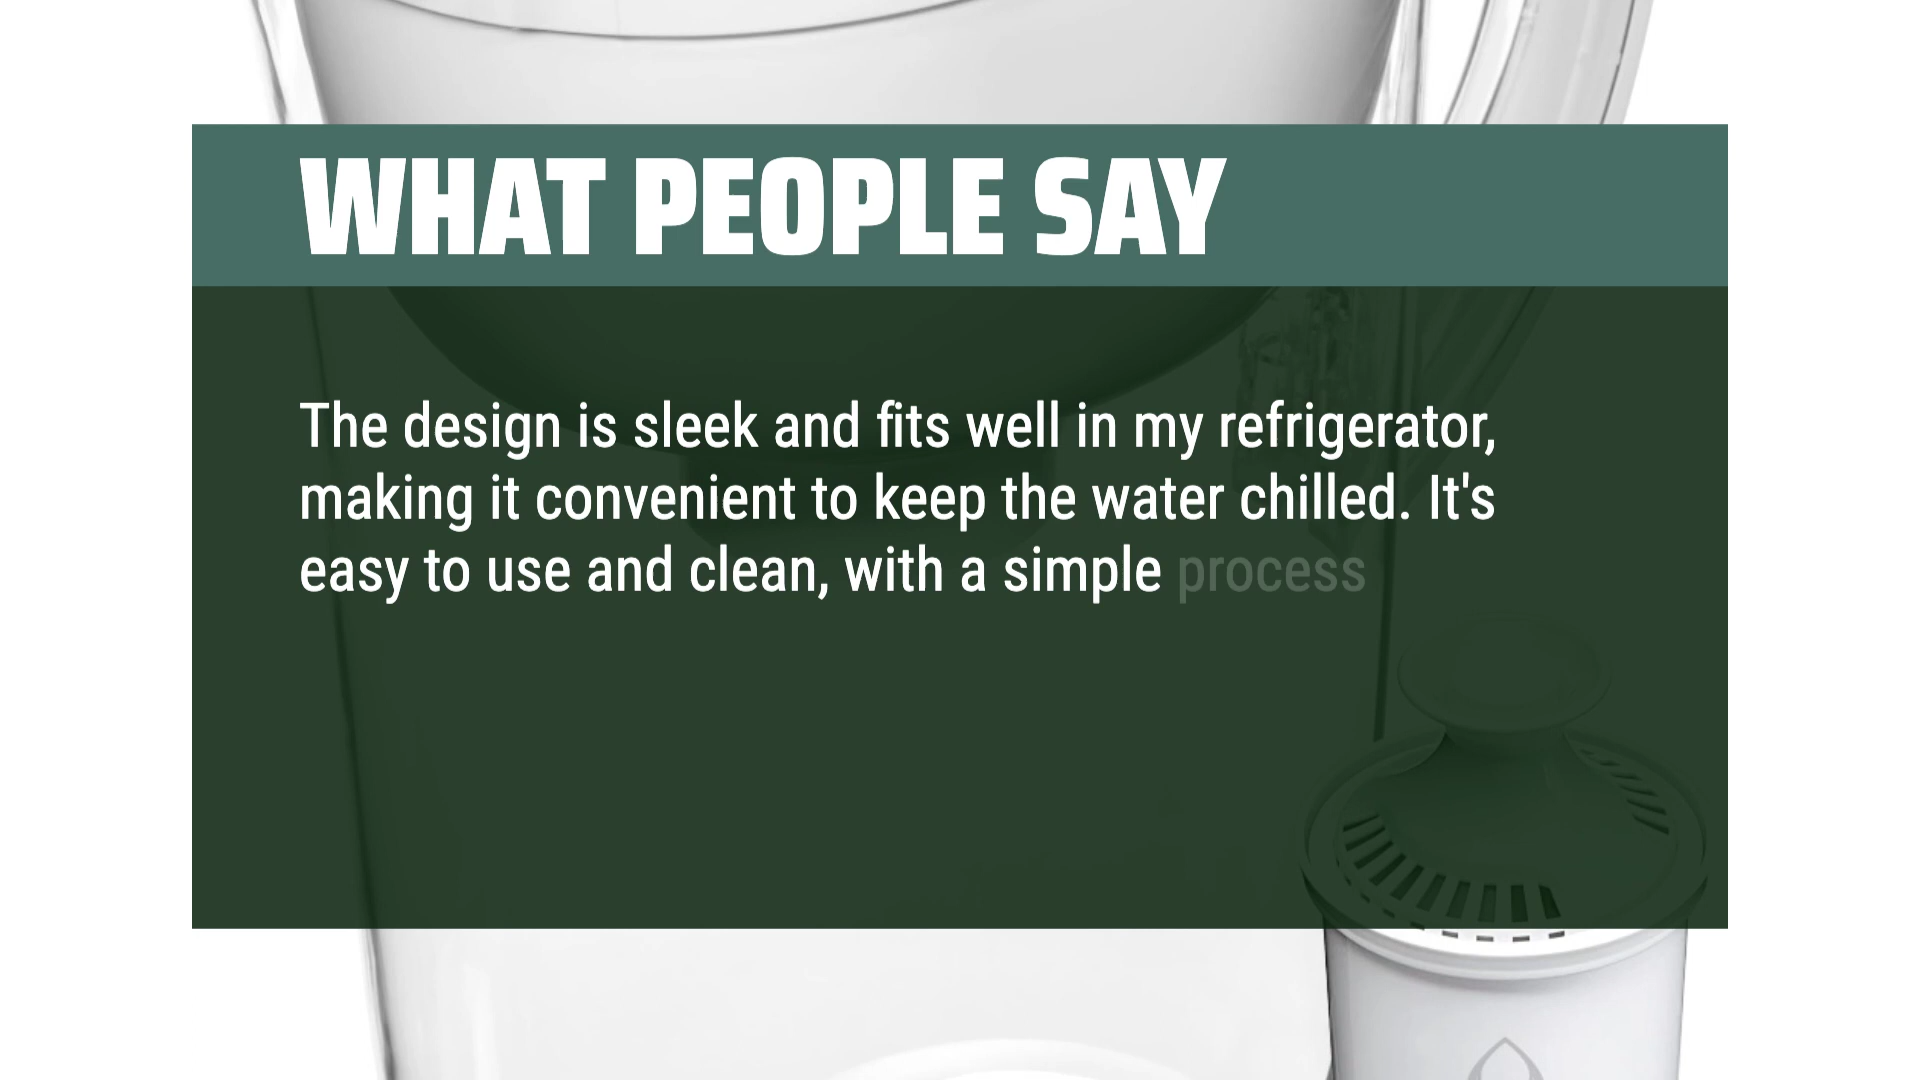 WHAT PEOPLE SAY
The design is sleek and fits well in my refrigerator,
making it convenient to keep the water chilled. It's
easy to use and clean, with a simple process